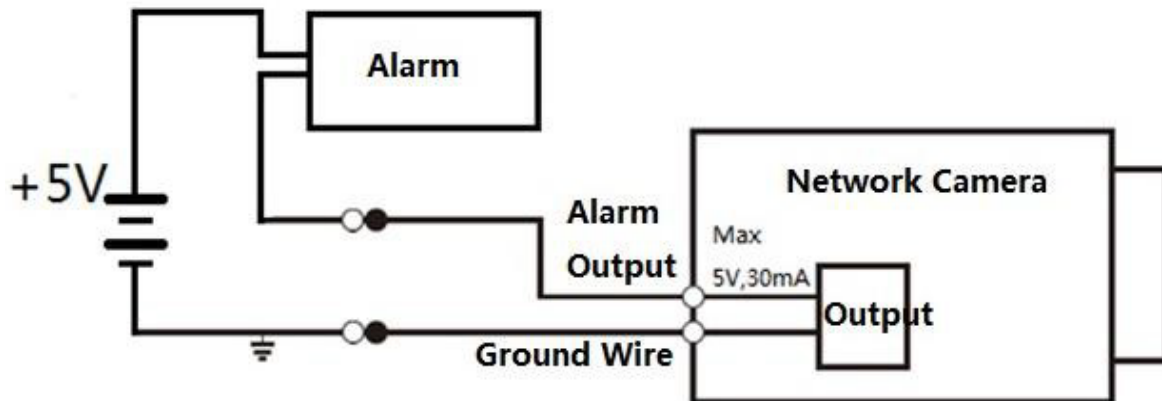 Alarm
+5V
Network Camera
Alarm
Output
Max
5V,30mA
Output
Ground Wire